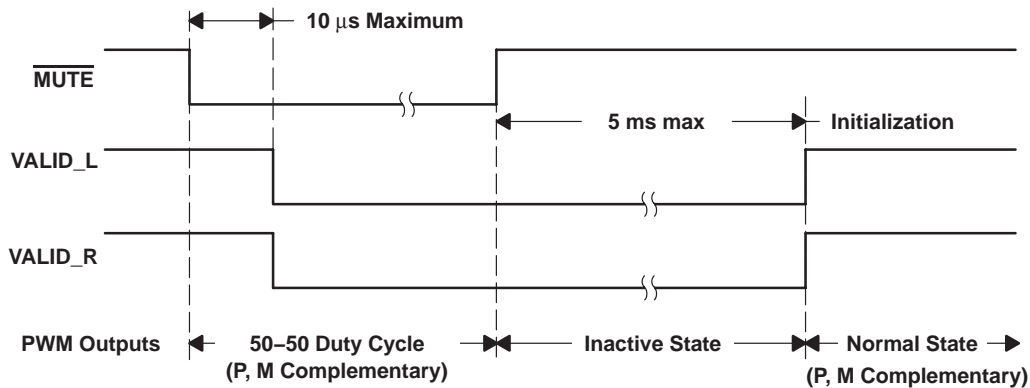 10 μs Maximum
MUTE
5 ms max
Initialization
VALID_L
VALID_R
PWM Outputs
50–50 Duty Cycle
(P, M Complementary)
Inactive State
Normal State
(P, M Complementary)